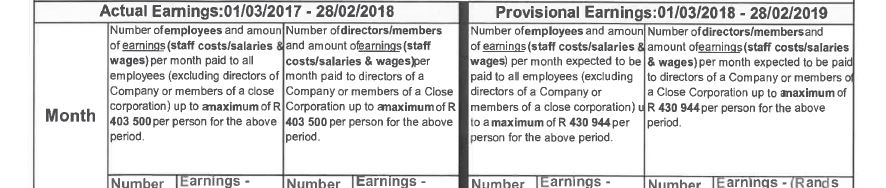 Actual Earnings:01/03/2017 - 28/02/2018
Provisional Earnings:01/03/2018 - 28/02/2019
Month
Number of employees and amoun
of earnings (staff costs/salaries &
wages) per month paid to all
employees (excluding directors of
Company or members of a close
corporation) up to amaximum of R
403 500 per person for the above
period.
Number of directors/members
and amount of earnings (staff
costs/salaries & wages)per
month paid to directors of a
Company or members of a Close
Corporation up to a maximum of R
403 500 per person for the above
period.
Number of employees and amoun
of earnings (staff costs/salaries &
wages) per month expected to be
paid to all employees (excluding
directors of a Company or
members of a close corporation) u
to a maximum of R 430 944 per
person for the above period.
Number of directors/members and
amount of earnings (staff costs/salaries
& wages) per month expected to be paid
to directors of a Company or members of
a Close Corporation up to a maximum of
R 430 944 per person for the above
period.
Number
Earnings -
Number
Earnings -
Number
Earnings -
Number
Earnings - (Rands